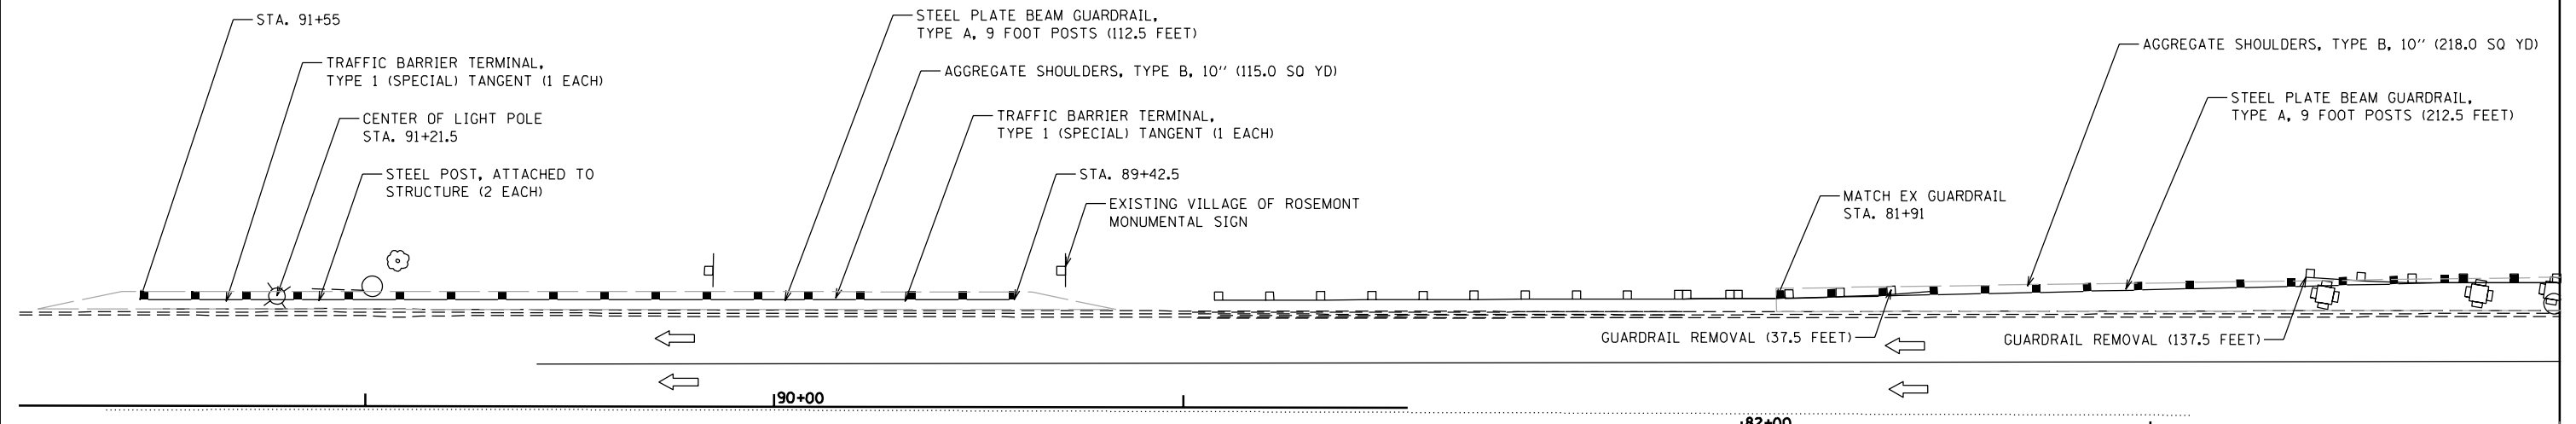 STA. 91+55
TRAFFIC BARRIER TERMINAL,
TYPE 1 (SPECIAL) TANGENT (1 EACH)
CENTER OF LIGHT POLE
STA. 91+21.5
STEEL POST, ATTACHED TO
STRUCTURE (2 EACH)
STEEL PLATE BEAM GUARDRAIL,
TYPE A, 9 FOOT POSTS (112.5 FEET)
AGGREGATE SHOULDERS, TYPE B, 10'' (115.0 SQ YD)
TRAFFIC BARRIER TERMINAL,
TYPE 1 (SPECIAL) TANGENT (1 EACH)
STA. 89+42.5
EXISTING VILLAGE OF ROSEMONT
MONUMENTAL SIGN
AGGREGATE SHOULDERS, TYPE B, 10'' (218.0 SQ YD)
STEEL PLATE BEAM GUARDRAIL,
TYPE A, 9 FOOT POSTS (212.5 FEET)
MATCH EX GUARDRAIL
STA. 81+91
GUARDRAIL REMOVAL (37.5 FEET)
GUARDRAIL REMOVAL (137.5 FEET)
90+00
82+00